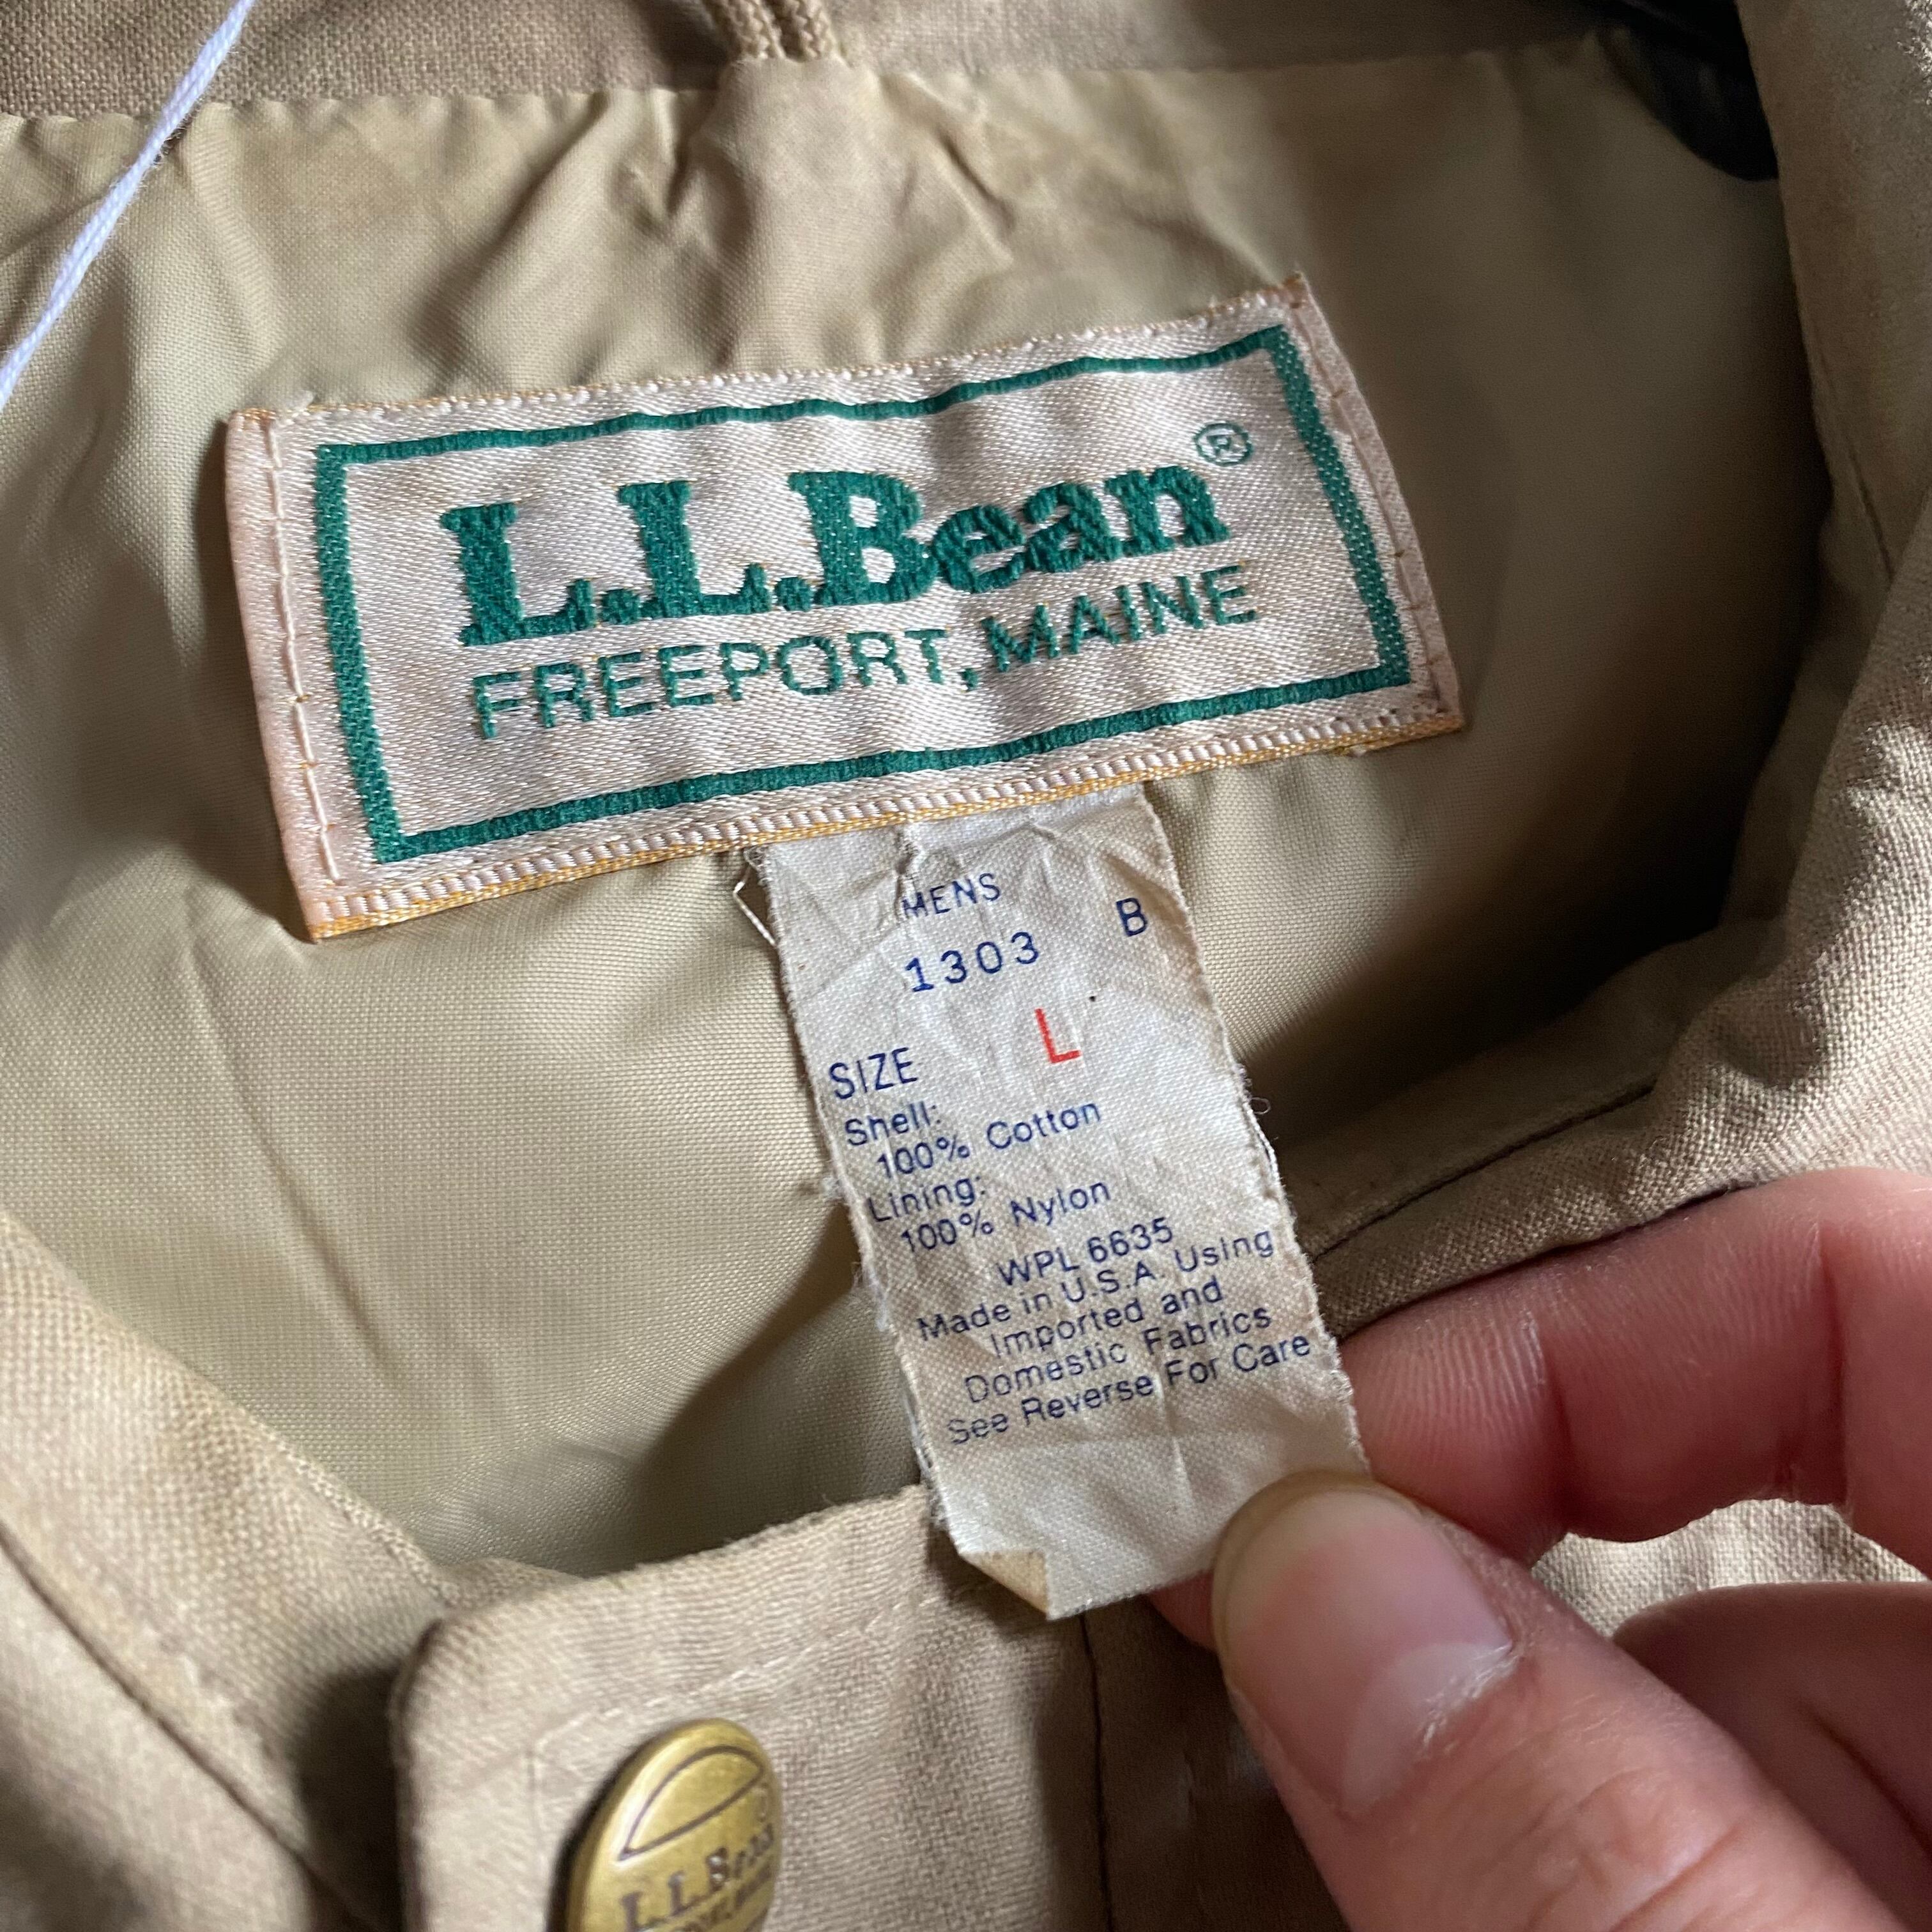 L.L.Bean®
FREEPORT, MAINE
MENS
1303 B
SIZE L
Shell:
100% Cotton
Lining:
100% Nylon
WPL 6635
Made in U.S.A. Using
Imported and
Domestic Fabrics
See Reverse For Care
L.L.Bean